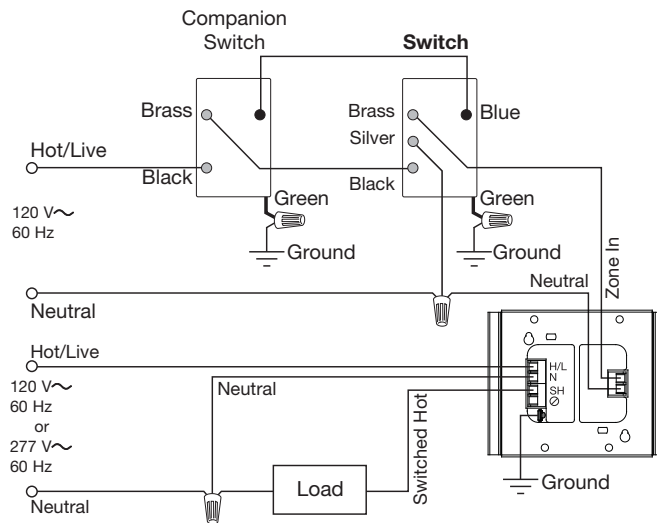 Companion
Switch
Switch
Brass
Brass
Blue
Silver
Hot/Live
Black
Black
Green
Green
120 V~
60 Hz
Ground
Ground
Zone In
Neutral
Neutral
Hot/Live
H/L
N
SH
120 V~
60 Hz
or
277 V~
60 Hz
Neutral
Switched Hot
Load
Ground
Neutral